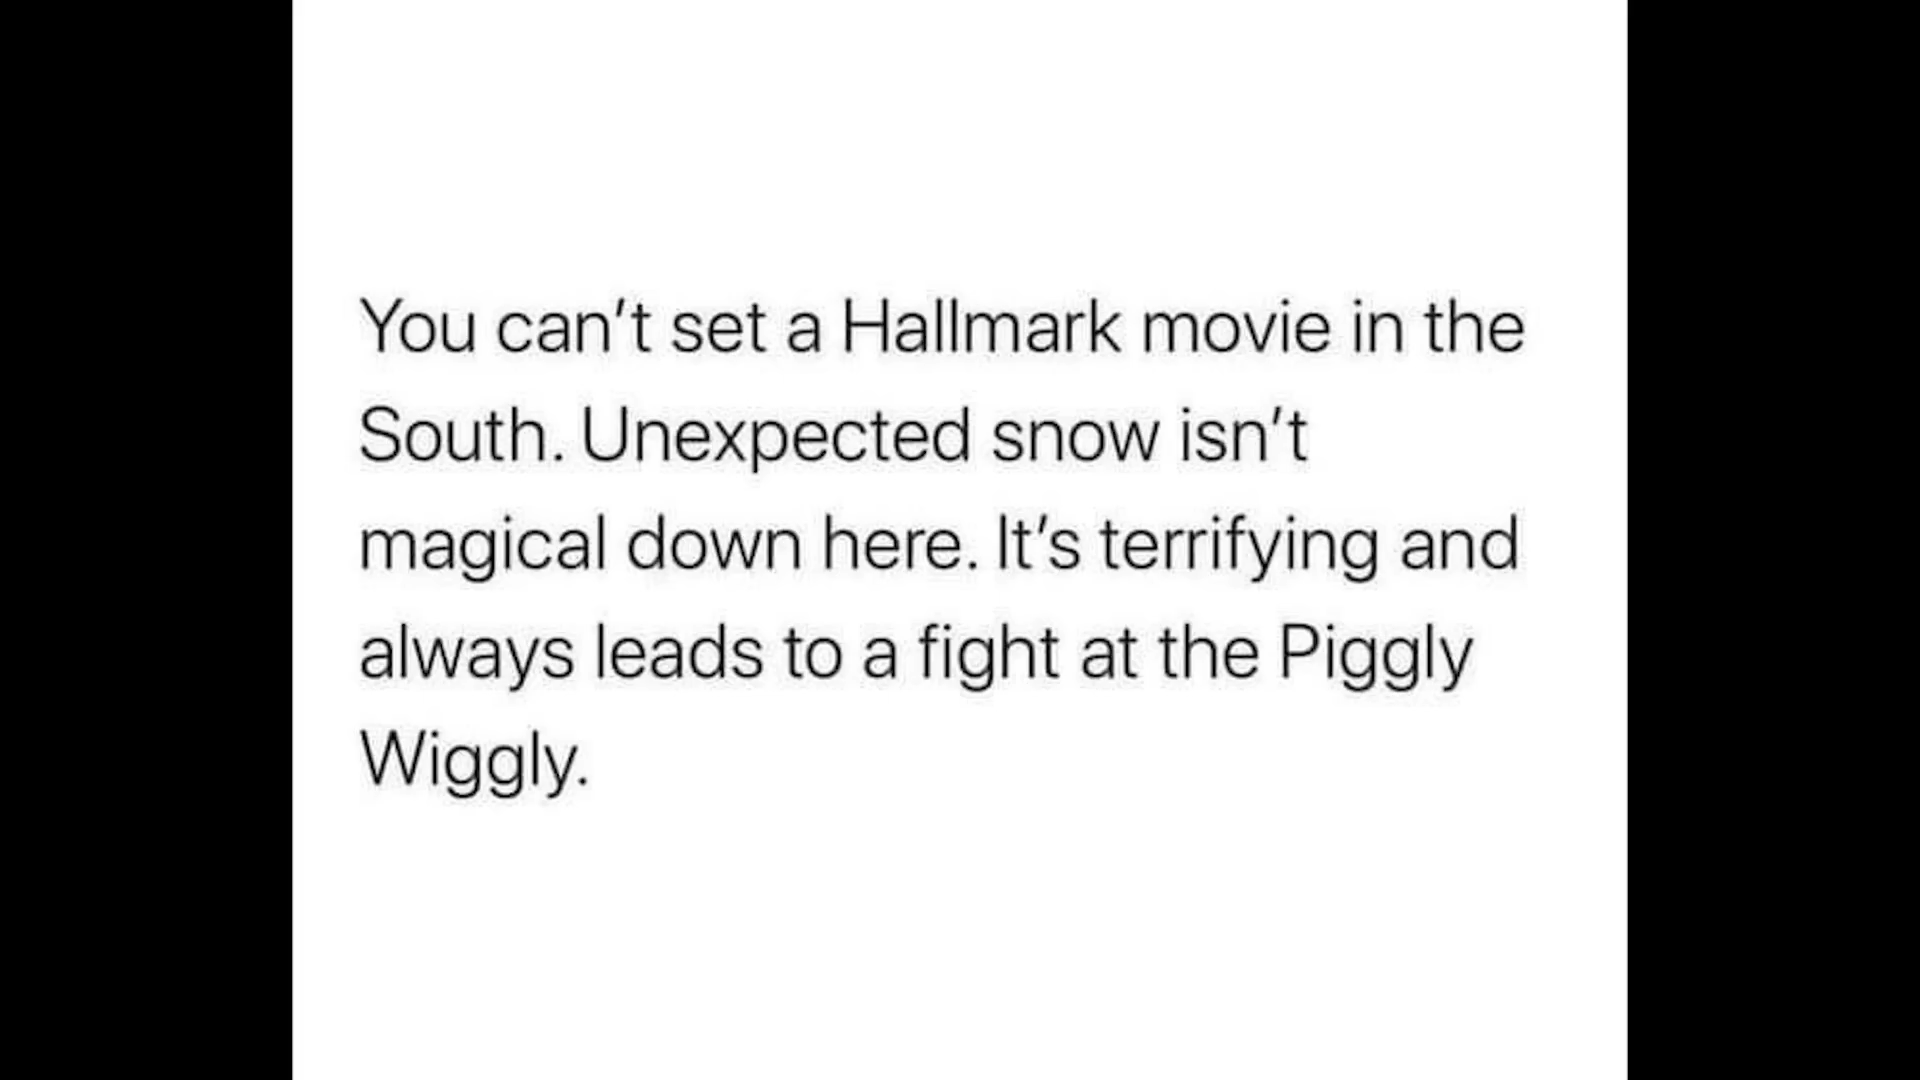 You can’t set a Hallmark movie in the
South. Unexpected snow isn’t
magical down here. It’s terrifying and
always leads to a fight at the Piggly
Wiggly.